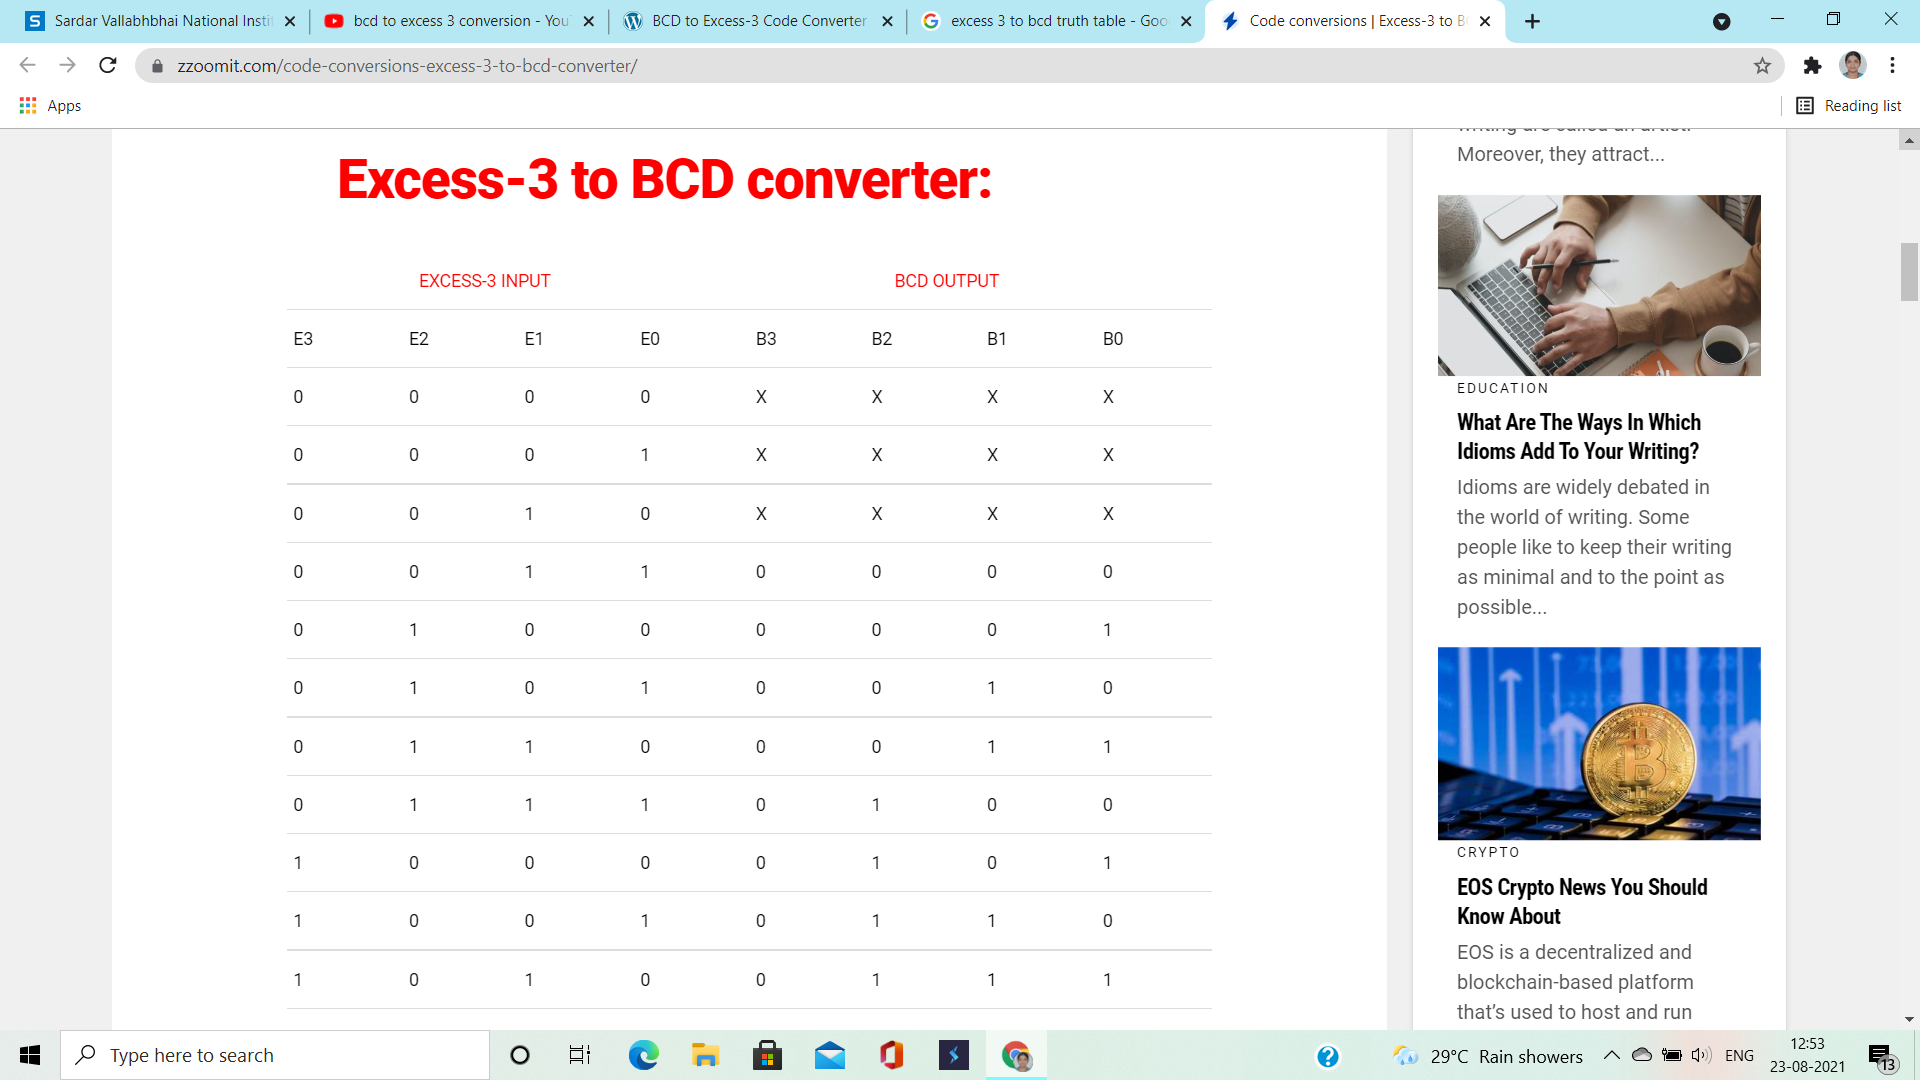 Sardar Vallabhbhai National Instit
bcd to excess 3 conversion - You
BCD to Excess-3 Code Converter
excess 3 to bcd truth table - Goo
Code conversions | Excess-3 to B
zzoomit.com/code-conversions-excess-3-to-bcd-converter/
Apps
Reading list
Excess-3 to BCD converter:
EXCESS-3 INPUT BCD OUTPUT
E3 E2 E1 E0 B3 B2 B1 B0
0 0 0 0 X X X X
0 0 0 1 X X X X
0 0 1 0 X X X X
0 0 1 1 0 0 0 0
0 1 0 0 0 0 0 1
0 1 0 1 0 0 1 0
0 1 1 0 0 0 1 1
0 1 1 1 0 1 0 0
1 0 0 0 0 1 0 1
1 0 0 1 0 1 1 0
1 0 1 0 0 1 1 1
writing are called an artist.
Moreover, they attract...
EDUCATION
What Are The Ways In Which
Idioms Add To Your Writing?
Idioms are widely debated in
the world of writing. Some
people like to keep their writing
as minimal and to the point as
possible...
CRYPTO
EOS Crypto News You Should
Know About
EOS is a decentralized and
blockchain-based platform
that's used to host and run
Type here to search
29°C Rain showers
ENG
12:53
23-08-2021
13